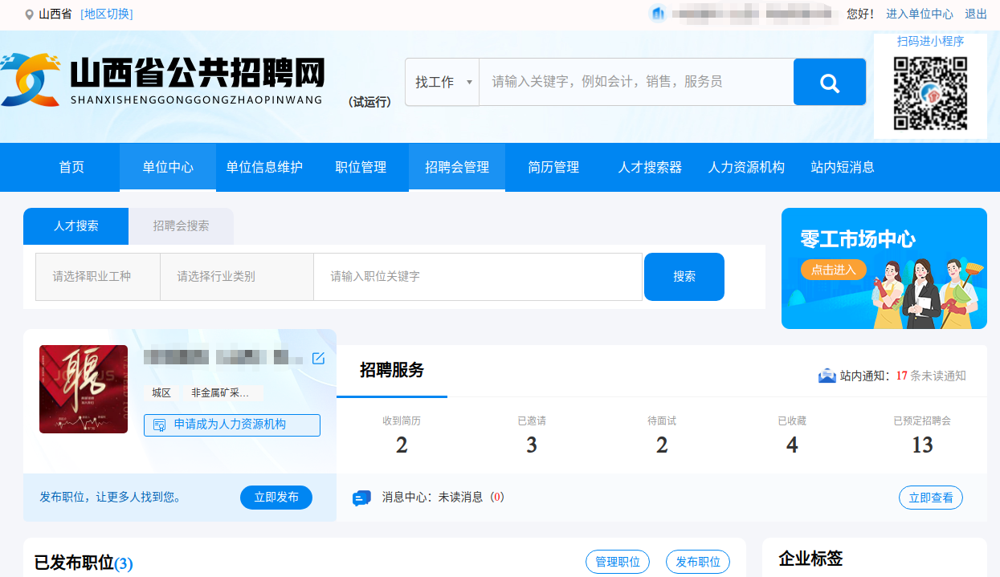 山西省 [地区切换]
您好! 进入单位中心 退出
扫码进小程序
山西省公共招聘网
SHANXISHENGGONGGONGZHAOPINWANG
(试运行)
找工作 请输入关键字，例如会计，销售，服务员
首页 单位中心 单位信息维护 职位管理 招聘会管理 简历管理 人才搜索器 人力资源机构 站内短消息
人才搜索 招聘会搜索
请选择职业工种 请选择行业类别 请输入职位关键字 搜索
零工市场中心
点击进入
聘
城区 非金属矿采...
申请成为人力资源机构
发布职位，让更多人找到您。 立即发布
招聘服务
站内通知：17 条未读通知
收到简历 已邀请 待面试 已收藏 已预定招聘会
2 3 2 4 13
消息中心：未读消息（0） 立即查看
已发布职位(3) 管理职位 发布职位
企业标签